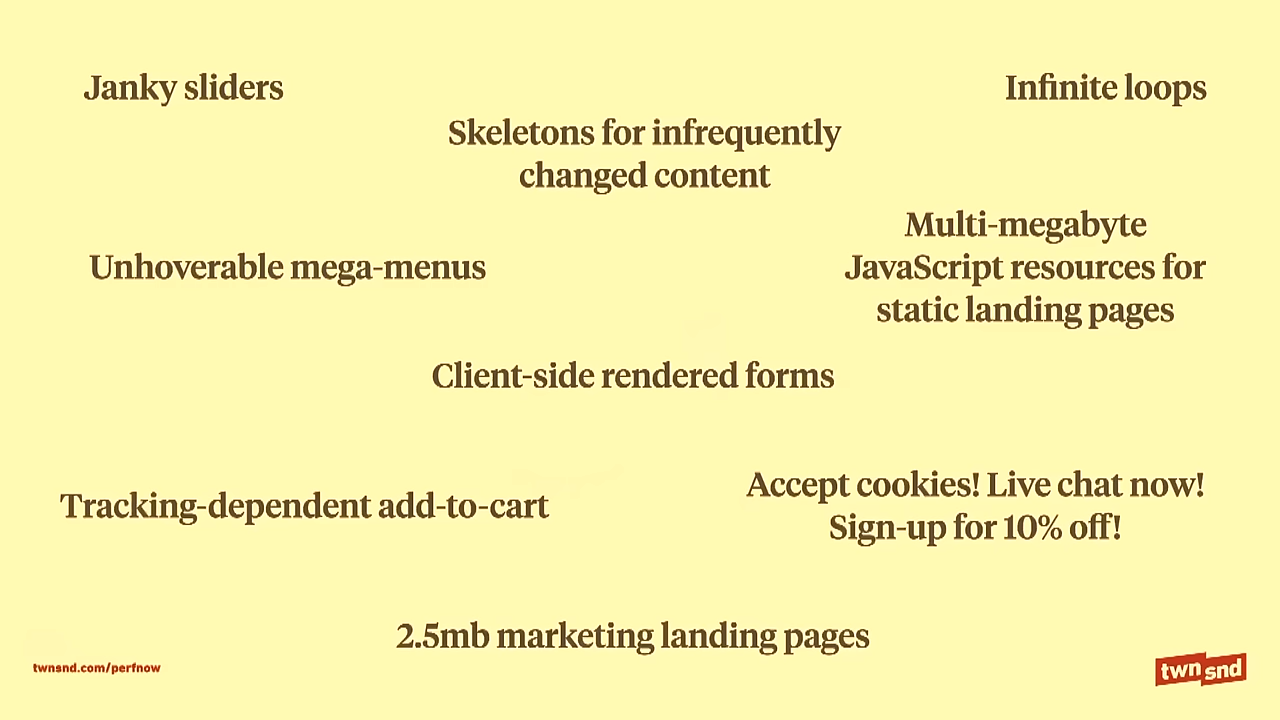 Janky sliders
Infinite loops
Skeletons for infrequently
changed content
Multi-megabyte
JavaScript resources for
static landing pages
Unhoverable mega-menus
Client-side rendered forms
Tracking-dependent add-to-cart
Accept cookies! Live chat now!
Sign-up for 10% off!
2.5mb marketing landing pages
twnsnd.com/perfnow
twn snd